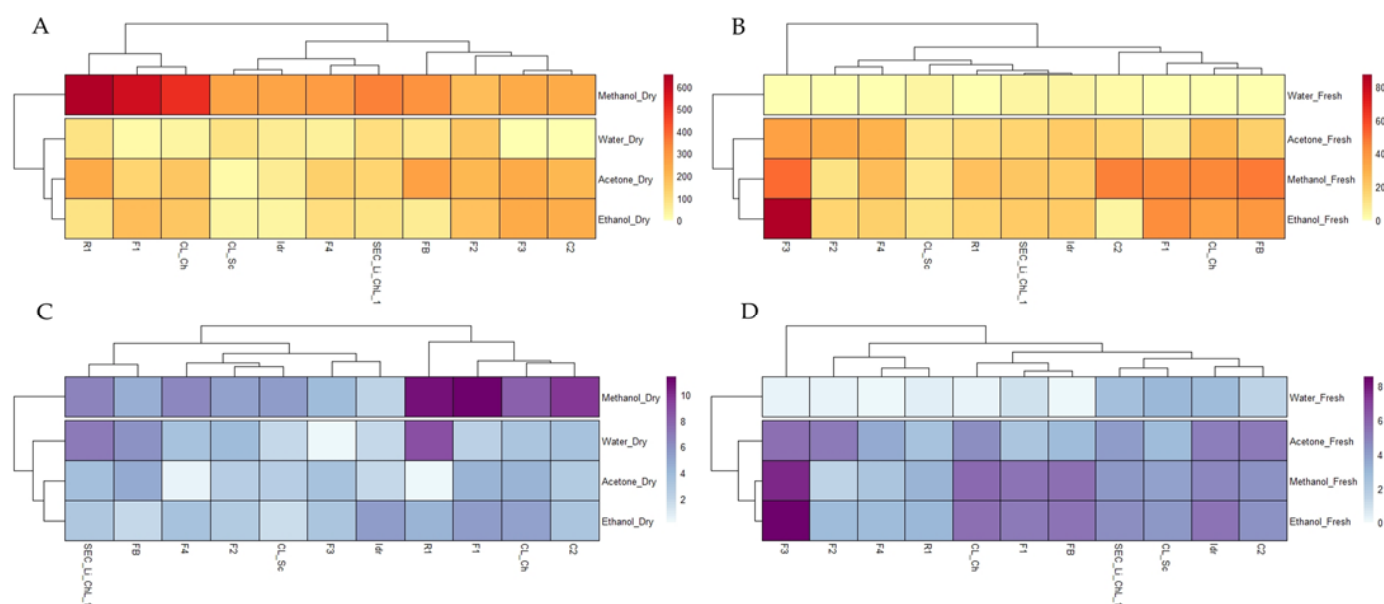 A
Methanol_Dry
Water_Dry
Acetone_Dry
Ethanol_Dry
600
500
400
300
200
100
0
R1
F1
CL_Ch
CL_Sc
Idr
F4
SEC_Li_ChL_1
FB
F2
F3
C2
B
Water_Fresh
Acetone_Fresh
Methanol_Fresh
Ethanol_Fresh
80
60
40
20
0
F3
F2
F4
CL_Sc
R1
SEC_Li_ChL_1
Idr
C2
F1
CL_Ch
FB
C
Methanol_Dry
Water_Dry
Acetone_Dry
Ethanol_Dry
10
8
6
4
2
SEC_Li_ChL_1
FB
F4
F2
CL_Sc
F3
Idr
R1
F1
CL_Ch
C2
D
Water_Fresh
Acetone_Fresh
Methanol_Fresh
Ethanol_Fresh
8
6
4
2
0
F3
F2
F4
R1
CL_Ch
F1
FB
SEC_Li_ChL_1
CL_Sc
Idr
C2